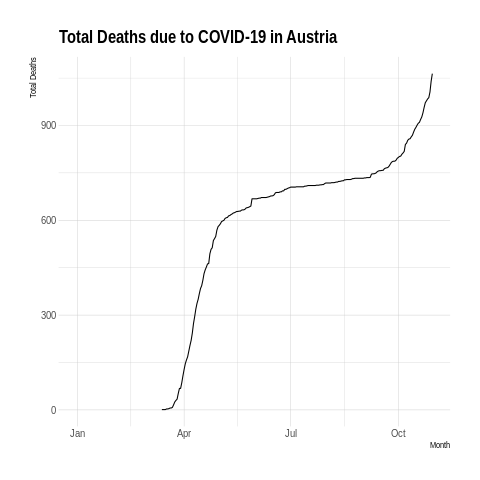 Total Deaths due to COVID-19 in Austria
Total Deaths
900
600
300
0
Jan Apr Jul Oct
Month